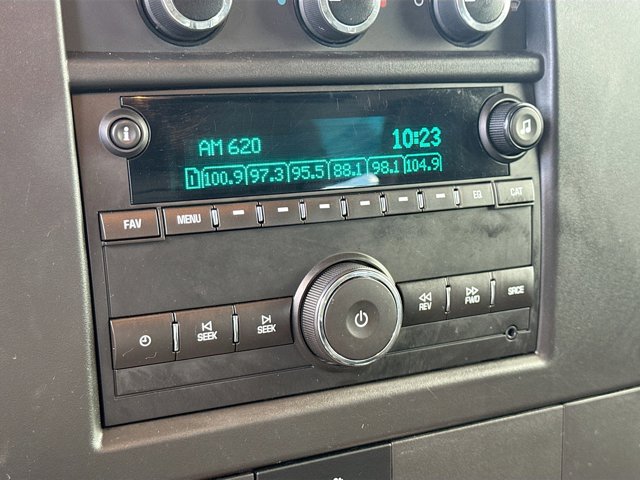 AM 620 10:23
1 100.9 97.3 95.5 88.1 98.1 104.9
FAV MENU EQ CAT
SEEK SEEK REV FWD SRCE